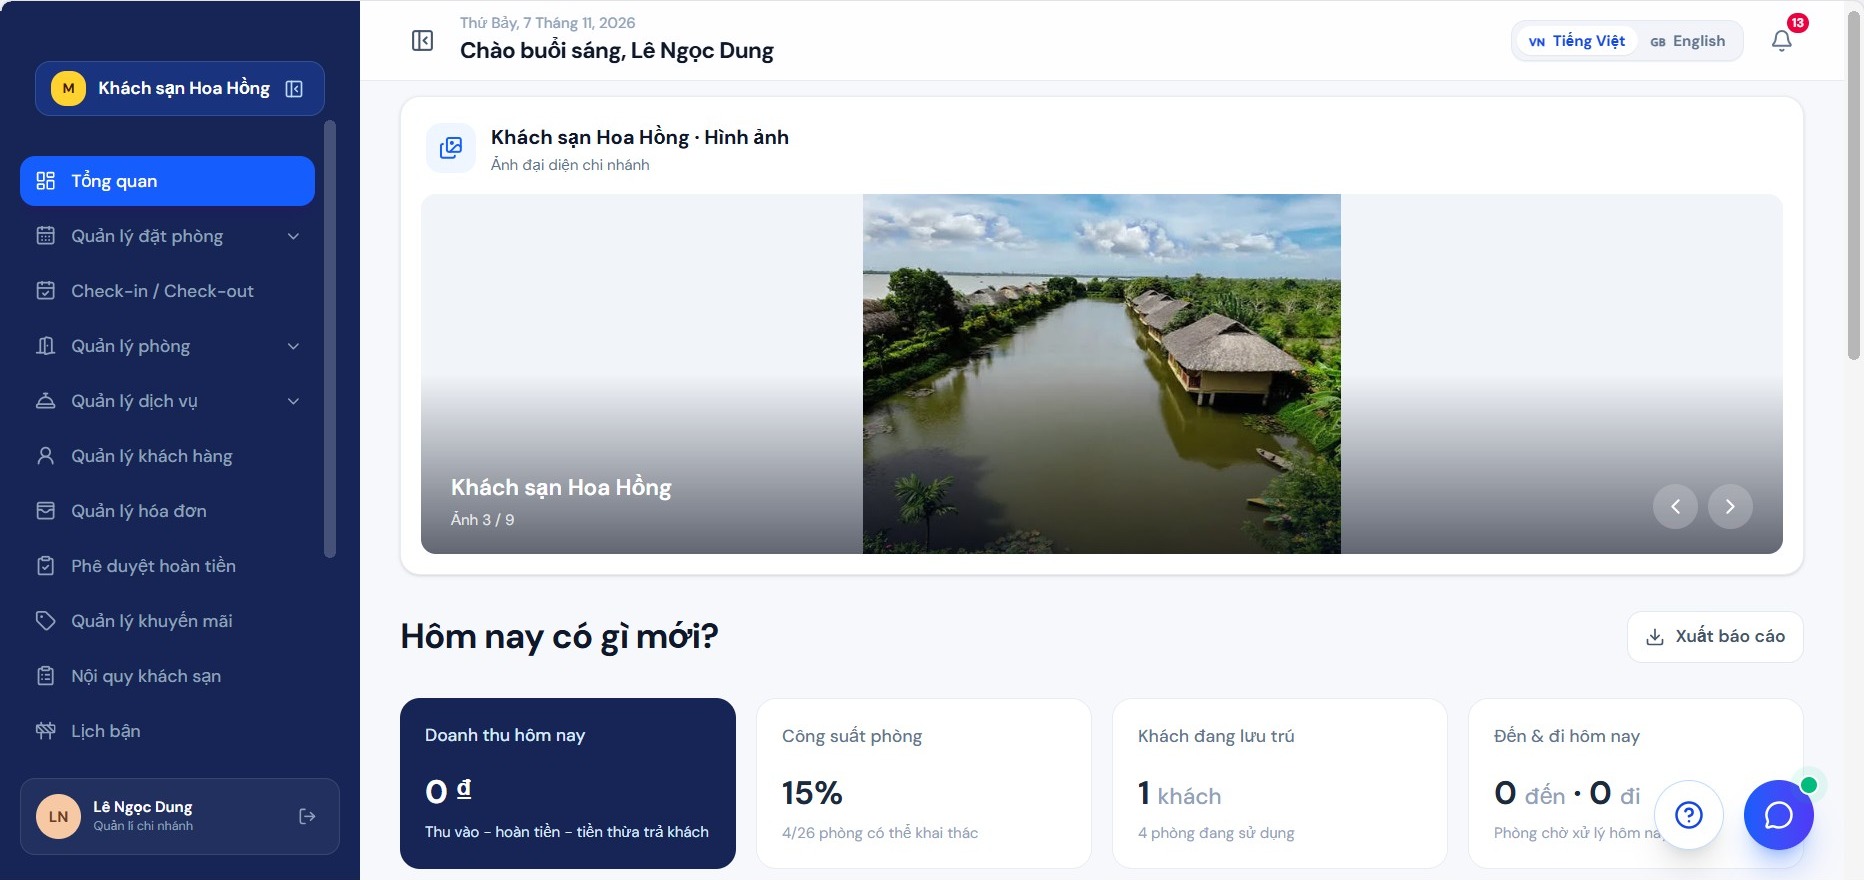 Khách sạn Hoa Hồng
M
Tổng quan
Quản lý đặt phòng
Check-in / Check-out
Quản lý phòng
Quản lý dịch vụ
Quản lý khách hàng
Quản lý hóa đơn
Phê duyệt hoàn tiền
Quản lý khuyến mãi
Nội quy khách sạn
Lịch bận
LN
Lê Ngọc Dung
Quản lí chi nhánh
Thứ Bảy, 7 Tháng 11, 2026
Chào buổi sáng, Lê Ngọc Dung
VN Tiếng Việt
GB English
13
Khách sạn Hoa Hồng · Hình ảnh
Ảnh đại diện chi nhánh
Khách sạn Hoa Hồng
Ảnh 3 / 9
Hôm nay có gì mới?
Xuất báo cáo
Doanh thu hôm nay
0 ₫
Thu vào - hoàn tiền - tiền thừa trả khách
Công suất phòng
15%
4/26 phòng có thể khai thác
Khách đang lưu trú
1 khách
4 phòng đang sử dụng
Đến & đi hôm nay
0 đến · 0 đi
Phòng chờ xử lý hôm